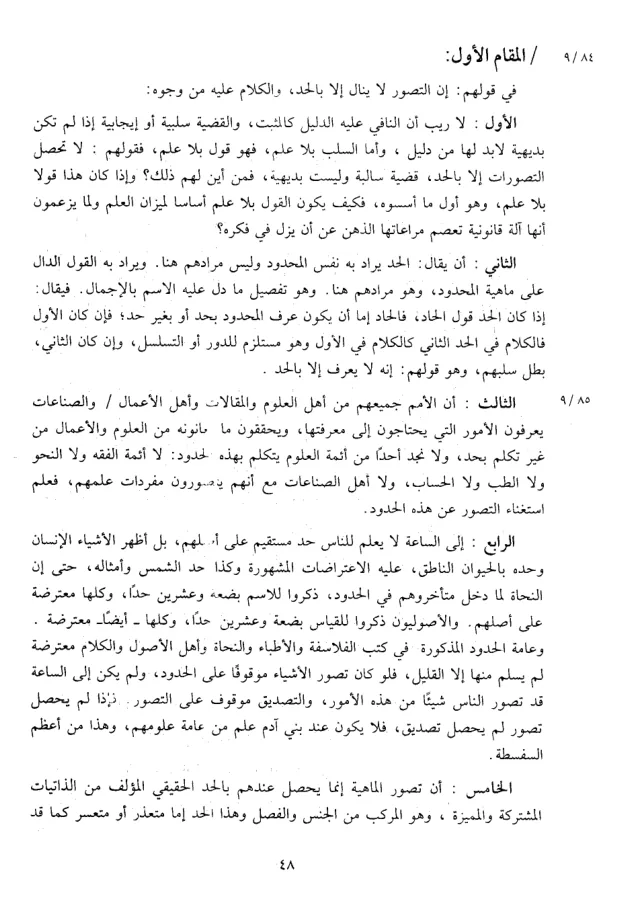 ٩/٨٤ / المقام الأول:
في قولهم: إن التصور لا ينال إلا بالحد، والكلام عليه من وجوه:
الأول : لا ريب أن النافي عليه الدليل كالمثبت، والقضية سلبية أو إيجابية إذا لم تكن
بديهية لابد لها من دليل ، وأما السلب بلا علم، فهو قول بلا علم، فقولهم : لا تحصل
التصورات إلا بالحد، قضية سالبة وليست بديهية، فمن أين لهم ذلك؟ وإذا كان هذا قولا
بلا علم، وهو أول ما أسسوه، فكيف يكون القول بلا علم أساسا لميزان العلم ولما يزعمون
أنها آلة قانونية تعصم مراعاتها الذهن عن أن يزل في فكره؟
الثاني : أن يقال: الحد يراد به نفس المحدود وليس مرادهم هنا. ويراد به القول الدال
على ماهية المحدود، وهو مرادهم هنا. وهو تفصيل ما دل عليه الاسم بالإجمال. فيقال:
إذا كان الحد قول الحاد، فالحاد إما أن يكون عرف المحدود بحد أو بغير حد؛ فإن كان الأول
فالكلام في الحد الثاني كالكلام في الأول وهو مستلزم للدور أو التسلسل، وإن كان الثاني،
بطل سلبهم، وهو قولهم: إنه لا يعرف إلا بالحد .
٩/٨٥ الثالث : أن الأمم جميعهم من أهل العلوم والمقالات وأهل الأعمال / والصناعات
يعرفون الأمور التي يحتاجون إلى معرفتها، ويحققون ما يعانونه من العلوم والأعمال من
غير تكلم بحد، ولا نجد أحدًا من أئمة العلوم يتكلم بهذه الحدود: لا أئمة الفقه ولا النحو
ولا الطب ولا الحساب، ولا أهل الصناعات مع أنهم يتصورون مفردات علمهم، فعلم
استغناء التصور عن هذه الحدود.
الرابع : إلى الساعة لا يعلم للناس حد مستقيم على أصلهم، بل أظهر الأشياء الإنسان
وحده بالحيوان الناطق، عليه الاعتراضات المشهورة وكذا حد الشمس وأمثاله، حتى إن
النحاة لما دخل متأخروهم في الحدود، ذكروا للاسم بضعة وعشرين حدًا، وكلها معترضة
على أصلهم. والأصوليون ذكروا للقياس بضعة وعشرين حدًا، وكلها ـ أيضًا ـ معترضة .
وعامة الحدود المذكورة في كتب الفلاسفة والأطباء والنحاة وأهل الأصول والكلام معترضة
لم يسلم منها إلا القليل، فلو كان تصور الأشياء موقوفًا على الحدود، ولم يكن إلى الساعة
قد تصور الناس شيئًا من هذه الأمور، والتصديق موقوف على التصور فإذا لم يحصل
تصور لم يحصل تصديق، فلا يكون عند بني آدم علم من عامة علومهم، وهذا من أعظم
السفسطة.
الخامس : أن تصور الماهية إنما يحصل عندهم بالحد الحقيقي المؤلف من الذاتيات
المشتركة والمميزة ، وهو المركب من الجنس والفصل وهذا الحد إما متعذر أو متعسر كما قد
٤٨